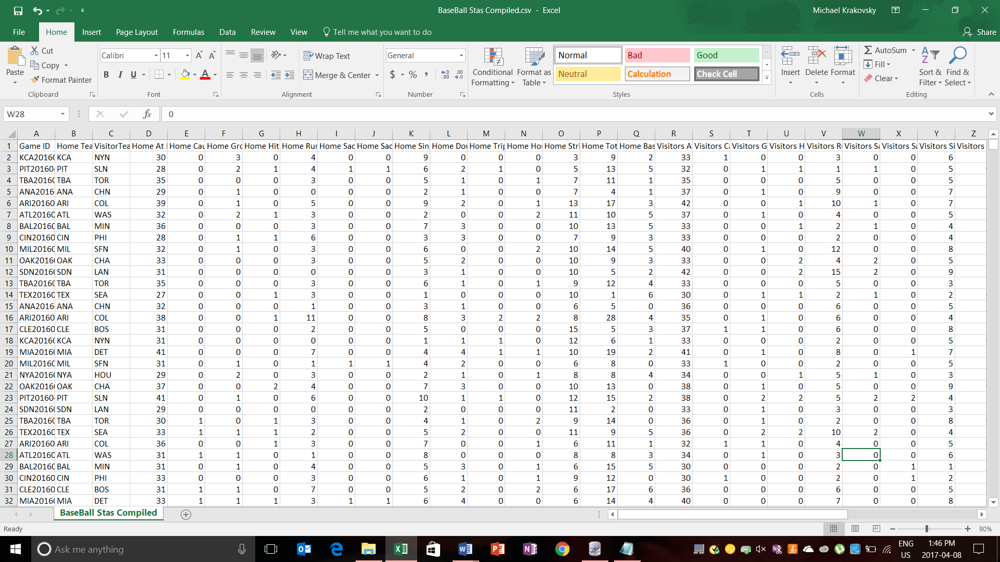 BaseBall Stas Compiled.csv - Excel
Michael Krakovsky
File Home Insert Page Layout Formulas Data Review View Tell me what you want to do Share
Paste Cut Copy Format Painter Clipboard
Calibri 11 B I U A A A Font
Wrap Text Merge & Center Alignment
General $ % , Number
Conditional Formatting Format as Table
Normal Bad Good
Neutral Calculation Check Cell
Styles
Insert Delete Format Cells
AutoSum Fill Clear Sort & Filter Find & Select Editing
W28 fx 0
A B C D E F G H I J K L M N O P Q R S T U V W X Y Z
1 Game ID Home Tea VisitorTea Home At Home Cau Home Gro Home Hit Home Run Home Sac Home Sac Home Sin Home Dou Home Trip Home Ho Home Stri Home Tot Home Bas Visitors A Visitors C Visitors G Visitors H Visitors R Visitors Sa Visitors Sa Visitors Si Visitors
2 KCA20160 KCA NYN 30 0 3 0 4 0 0 9 0 0 0 3 9 2 33 1 0 0 3 0 0 6
3 PIT201604 PIT SLN 28 0 2 1 4 1 1 6 2 1 0 5 13 5 32 0 1 1 1 1 0 5
4 TBA20160 TBA TOR 35 0 0 0 3 0 0 5 1 0 1 7 11 1 35 0 0 0 5 0 0 5
5 ANA20160 ANA CHN 29 0 1 0 0 0 0 2 1 0 0 7 4 1 37 0 1 0 9 0 0 7
6 ARI20160 ARI COL 39 0 1 0 5 0 0 9 2 0 1 13 17 3 42 0 0 1 10 1 0 7
7 ATL20160 ATL WAS 32 0 2 1 3 0 0 2 0 0 2 11 10 5 37 0 1 0 4 0 0 5
8 BAL20160 BAL MIN 36 0 0 0 3 0 0 7 3 0 0 10 13 5 33 0 0 1 2 1 0 4
9 CIN20160 CIN PHI 28 0 1 1 6 0 0 3 3 0 0 7 9 3 33 0 0 0 2 0 0 4
10 MIL20160 MIL SFN 32 0 1 0 3 0 0 6 0 0 2 10 14 5 40 0 1 0 12 0 0 8
11 OAK20160 OAK CHA 33 0 0 0 3 0 0 5 2 0 0 10 9 3 33 0 0 2 4 2 0 5
12 SDN20160 SDN LAN 31 0 0 0 0 0 0 3 1 0 0 10 5 2 42 0 0 2 15 2 0 9
13 TBA20160 TBA TOR 35 0 0 0 3 0 0 6 1 0 1 9 12 4 33 0 0 0 5 0 0 3
14 TEX20160 TEX SEA 27 0 0 1 3 0 0 1 0 0 0 10 1 6 30 0 1 1 2 1 0 2
15 ANA20160 ANA CHN 32 0 0 0 1 0 0 3 1 0 0 6 5 0 36 0 0 0 6 0 0 5
16 ARI20160 ARI COL 38 0 0 1 11 0 0 8 3 2 2 8 28 4 35 0 1 0 6 0 0 4
17 CLE20160 CLE BOS 31 0 0 0 2 0 0 5 0 0 0 15 5 3 37 1 1 0 6 0 0 8
18 KCA20160 KCA NYN 31 0 0 0 0 0 0 1 1 1 0 12 6 1 33 0 0 0 2 0 0 5
19 MIA20160 MIA DET 41 0 0 0 7 0 0 4 4 1 1 10 19 2 41 0 1 0 8 0 1 7
20 MIL20160 MIL SFN 31 0 1 0 1 1 1 4 2 0 0 6 8 0 33 1 0 0 2 0 0 5
21 NYA20160 NYA HOU 29 0 2 0 3 0 0 2 1 0 1 8 8 4 34 0 0 1 5 1 0 3
22 OAK20160 OAK CHA 37 0 0 2 4 0 0 7 3 0 0 10 13 0 38 0 1 0 5 0 0 9
23 PIT201604 PIT SLN 41 0 1 0 6 0 0 10 1 1 0 12 15 2 38 0 2 2 5 2 2 4
24 SDN20160 SDN LAN 29 0 0 0 0 0 0 2 0 0 0 11 2 0 33 0 1 0 3 0 0 3
25 TBA20160 TBA TOR 30 1 0 1 3 0 0 4 1 0 2 9 14 0 36 0 1 0 2 0 0 8
26 TEX20160 TEX SEA 33 1 1 1 2 0 0 5 2 0 0 11 9 5 36 0 2 2 10 2 0 4
27 ARI20160 ARI COL 36 0 0 1 3 0 0 7 0 0 1 6 11 1 32 1 1 0 4 0 0 5
28 ATL20160 ATL WAS 31 1 1 0 1 0 0 8 0 0 0 8 8 3 34 0 1 0 3 0 0 6
29 BAL20160 BAL MIN 31 0 1 0 4 0 0 5 3 0 1 6 15 5 30 0 0 0 2 0 1 1
30 CIN20160 CIN PHI 33 0 0 0 3 0 0 6 1 0 1 9 12 0 30 1 0 0 2 0 1 2
31 CLE20160 CLE BOS 31 1 1 0 7 0 0 5 2 0 2 6 17 6 36 0 0 0 6 0 0 5
32 MIA20160 MIA DET 33 1 1 1 3 1 1 6 4 0 0 6 14 4 40 0 0 0 7 0 0 8
BaseBall Stas Compiled
Ready 90%
Ask me anything
ENG US
1:46 PM
2017-04-08